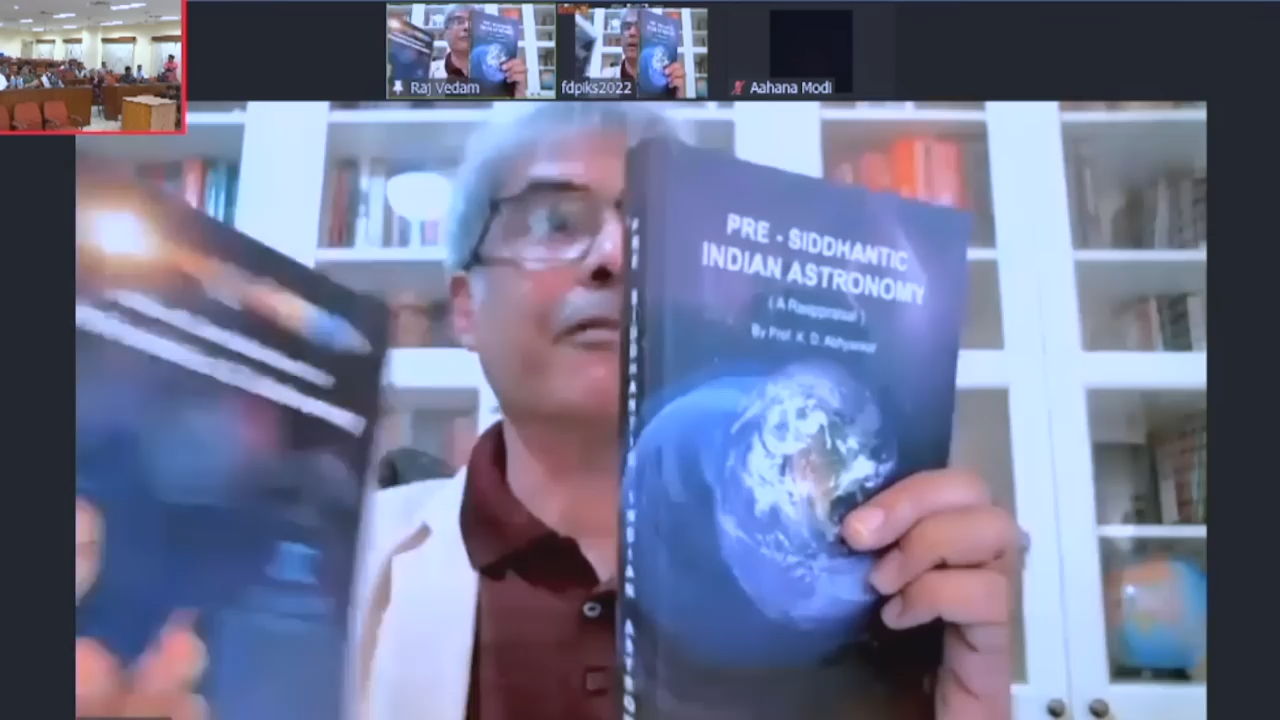 Raj Vedam
fdpiks2022
Aahana Modi
PRE - SIDDHANTIC
INDIAN ASTRONOMY
( A Reappraisal )
By Prof. K. D. Abhyankar